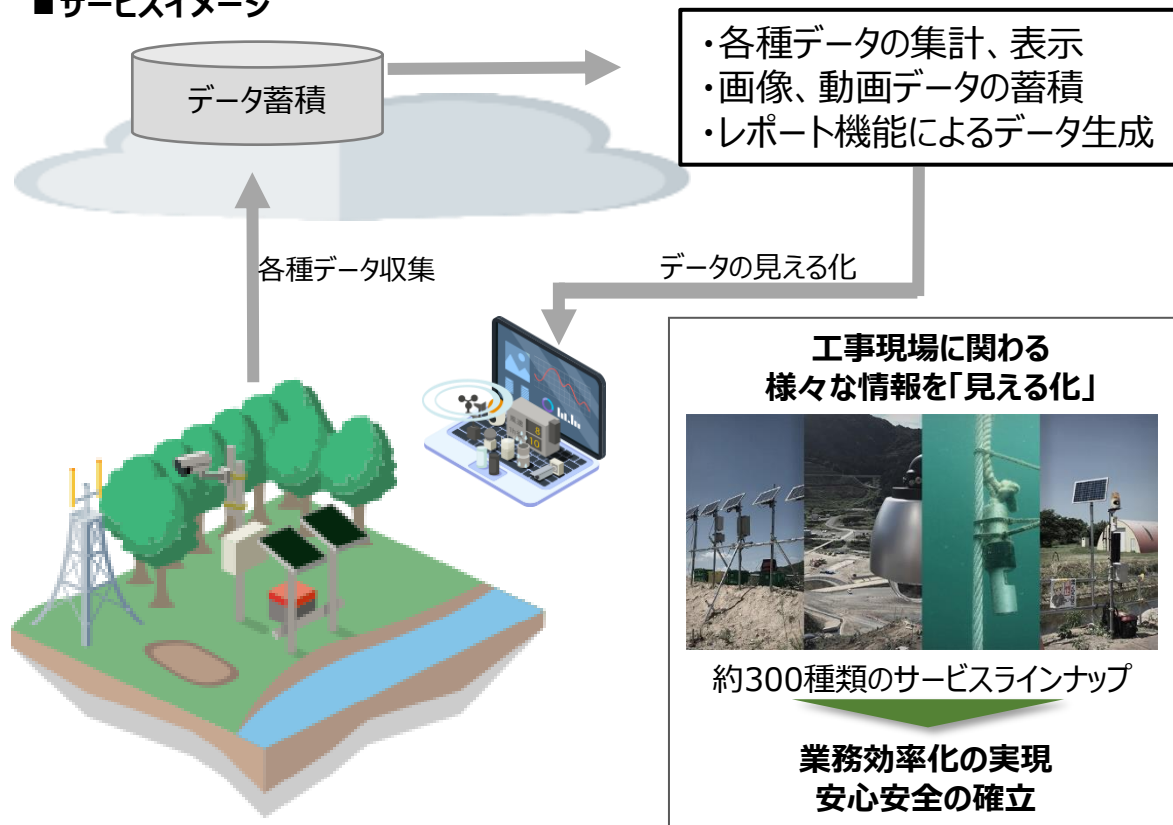 ■サービスイメージ
データ蓄積
・各種データの集計、表示
・画像、動画データの蓄積
・レポート機能によるデータ生成
各種データ収集
データの見える化
8
10
工事現場に関わる
様々な情報を「見える化」
約300種類のサービスラインナップ
業務効率化の実現
安心安全の確立